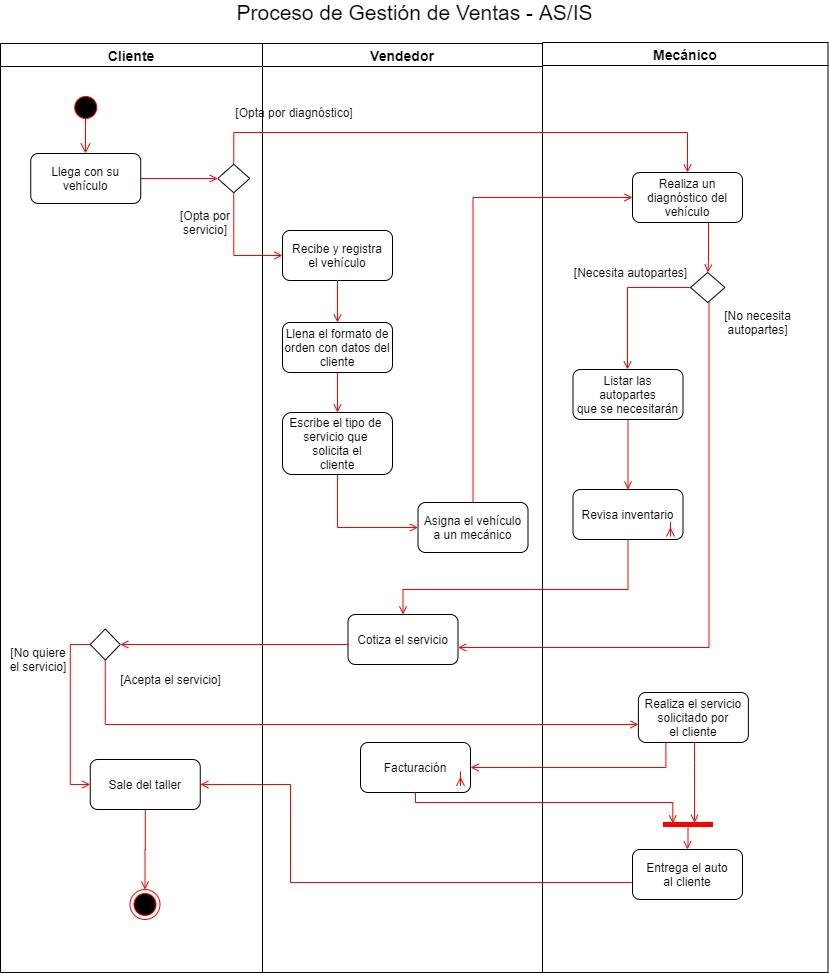 Proceso de Gestión de Ventas - AS/IS
Cliente
Vendedor
Mecánico
[Opta por diagnóstico]
Llega con su
vehículo
Realiza un
diagnóstico del
vehículo
[Opta por
servicio]
Recibe y registra
el vehículo
[Necesita autopartes]
[No necesita
autopartes]
Llena el formato de
orden con datos del
cliente
Listar las
autopartes
que se necesitarán
Escribe el tipo de
servicio que
solicita el
cliente
Asigna el vehículo
a un mecánico
Revisa inventario
Cotiza el servicio
[No quiere
el servicio]
[Acepta el servicio]
Realiza el servicio
solicitado por
el cliente
Facturación
Sale del taller
Entrega el auto
al cliente